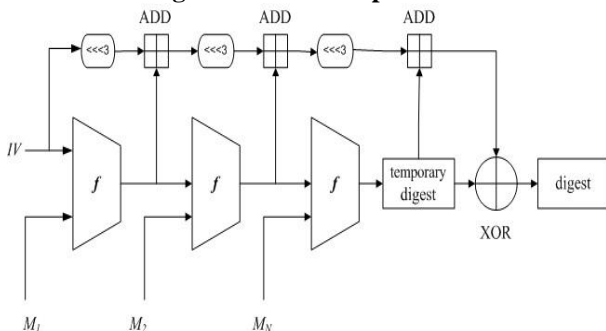 ADD
ADD
ADD
<<<3
<<<3
<<<3
IV
f
f
f
temporary
digest
digest
XOR
M1
M2
MN